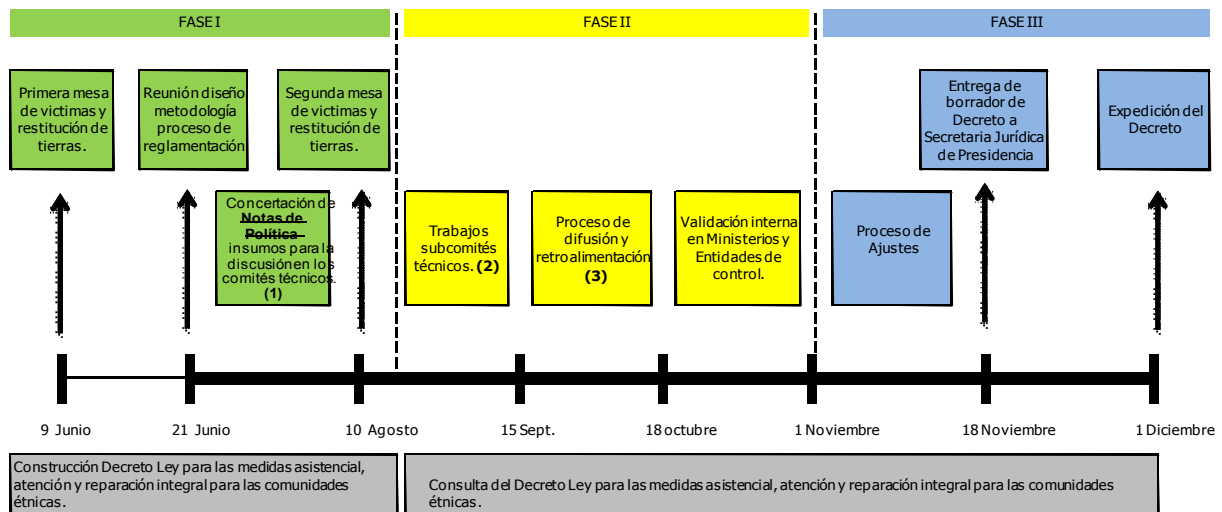 FASE I
FASE II
FASE III
Primera mesa
de victimas y
restitución de
tierras.
Reunión diseño
metodología
proceso de
reglamentación
Segunda mesa
de victimas y
restitución de
tierras.
Entrega de
borrador de
Decreto a
Secretaria Jurídica
de Presidencia
Expedición del
Decreto
Concertación de
Notas de
Política
insumos para la
discusión en los
comités técnicos.
(1)
Trabajos
subcomités
técnicos. (2)
Proceso de
difusión y
retroalimentación
(3)
Validación interna
en Ministerios y
Entidades de
control.
Proceso de
Ajustes
9 Junio
21 Junio
10 Agosto
15 Sept.
18 octubre
1 Noviembre
18 Noviembre
1 Diciembre
Construcción Decreto Ley para las medidas asistencial,
atención y reparación integral para las comunidades
étnicas.
Consulta del Decreto Ley para las medidas asistencial, atención y reparación integral para las comunidades
étnicas.